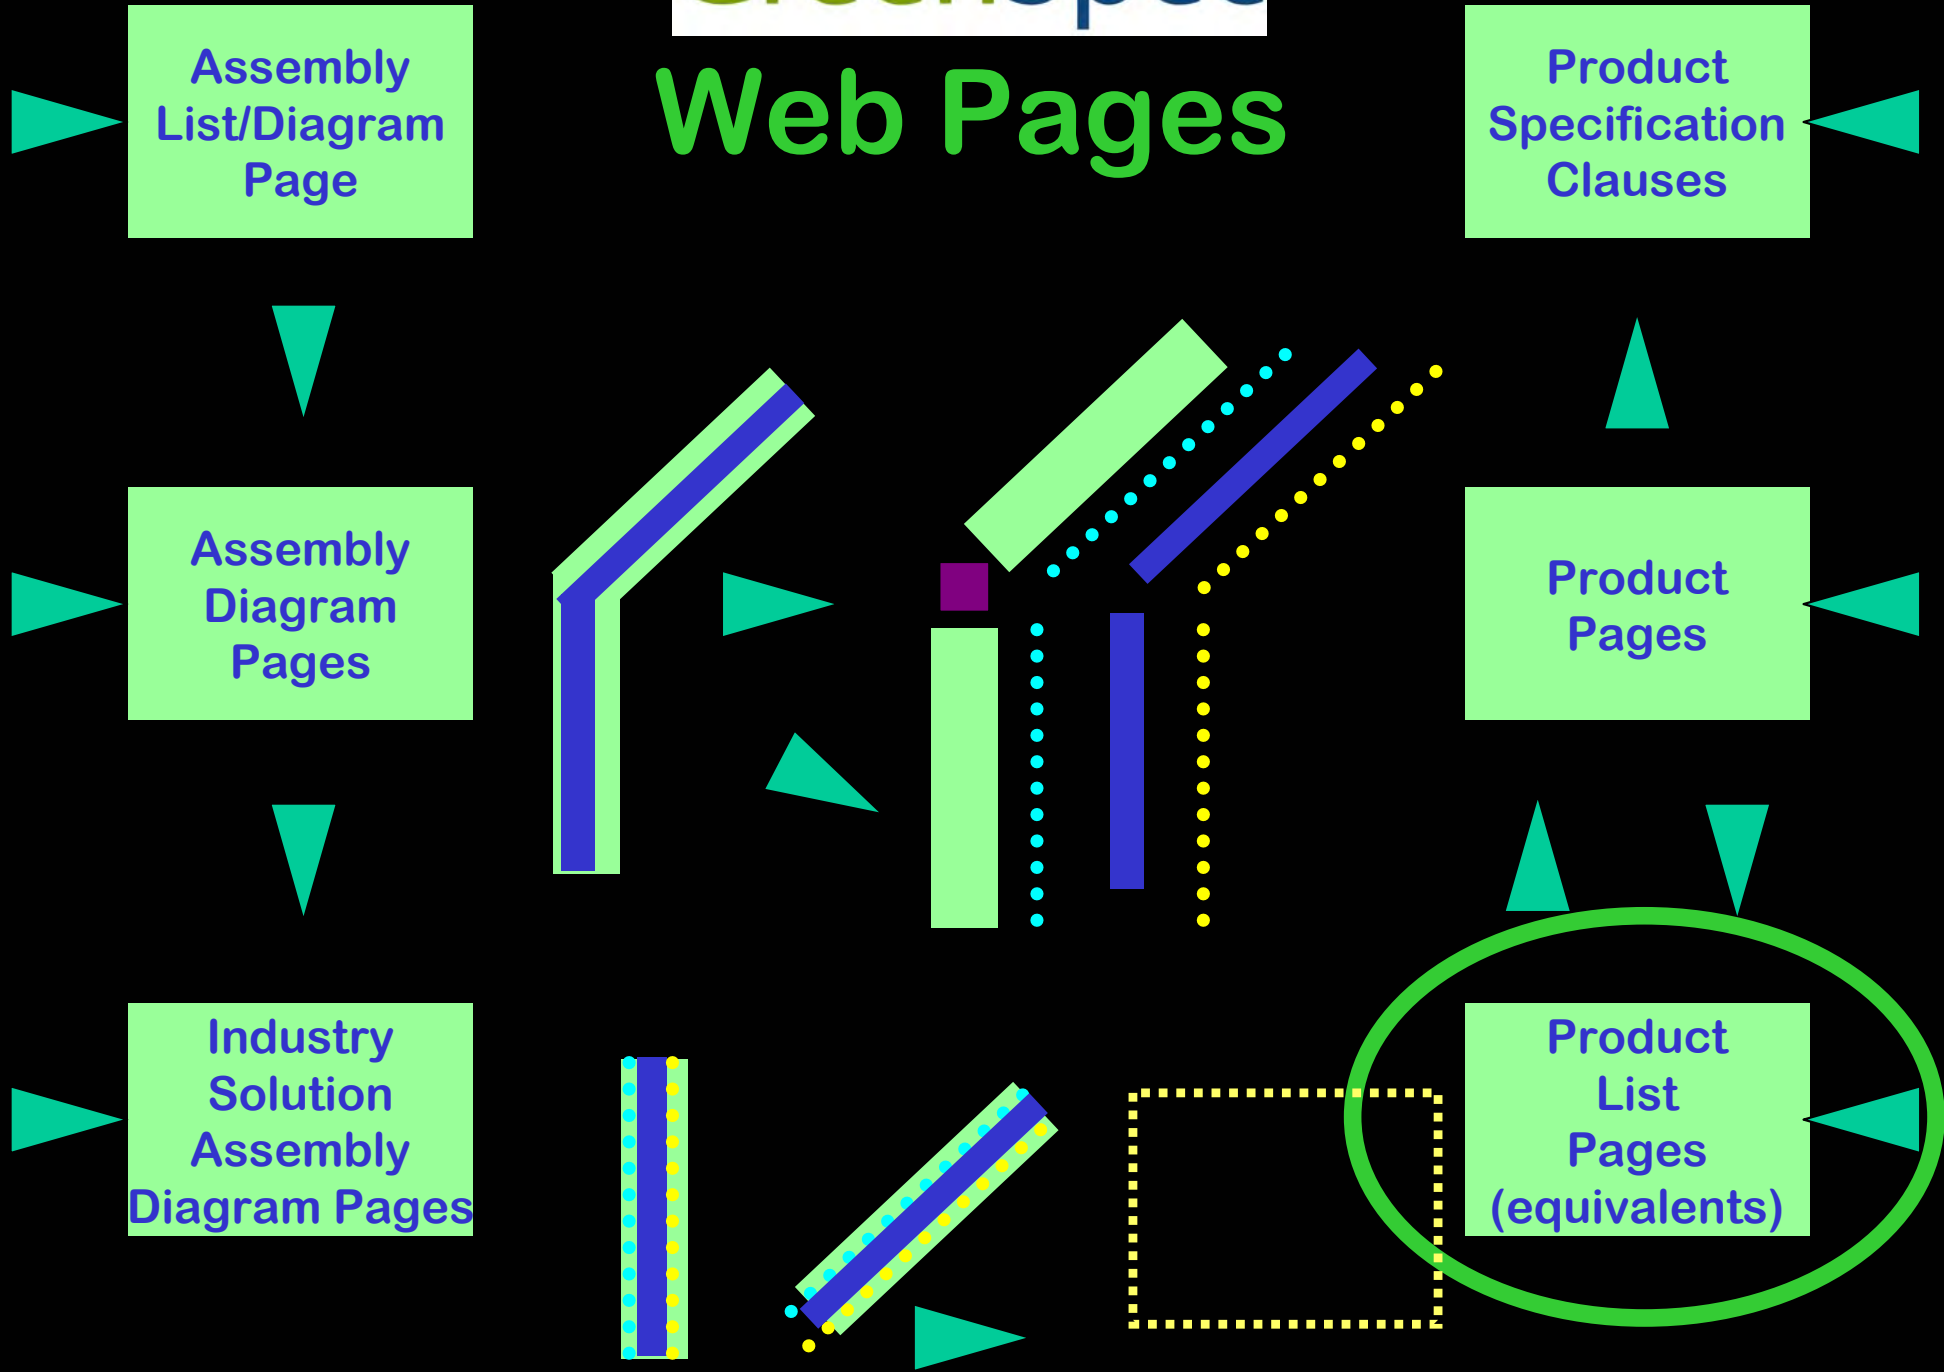 GreenSpec
Web Pages
Assembly
List/Diagram
Page
Product
Specification
Clauses
Assembly
Diagram
Pages
Product
Pages
Industry
Solution
Assembly
Diagram Pages
Product
List
Pages
(equivalents)